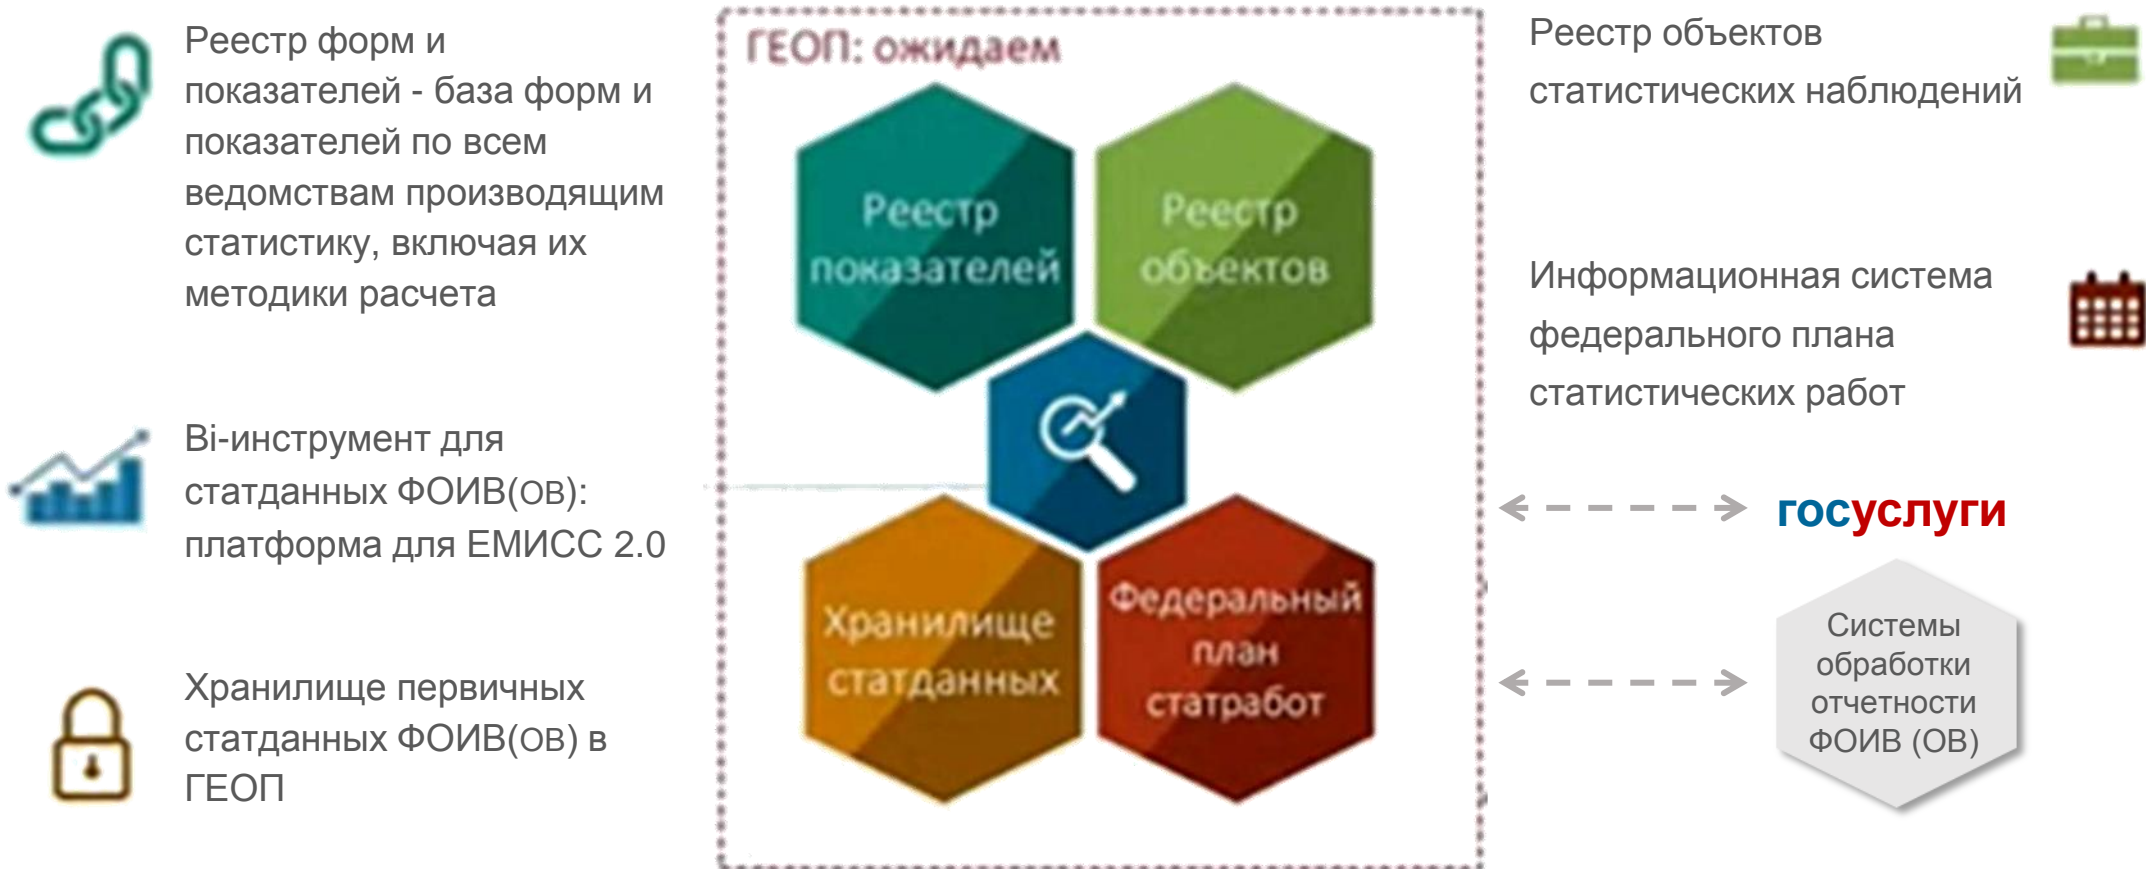 Реестр форм и
показателей - база форм и
показателей по всем
ведомствам производящим
статистику, включая их
методики расчета
Bi-инструмент для
статданных ФОИВ(ОВ):
платформа для ЕМИСС 2.0
Хранилище первичных
статданных ФОИВ(ОВ) в
ГЕОП
ГЕОП: ожидаем
Реестр
показателей
Реестр
объектов
Хранилище
статданных
Федеральный
план
статработ
Реестр объектов
статистических наблюдений
Информационная система
федерального плана
статистических работ
госуслуги
Системы
обработки
отчетности
ФОИВ (ОВ)